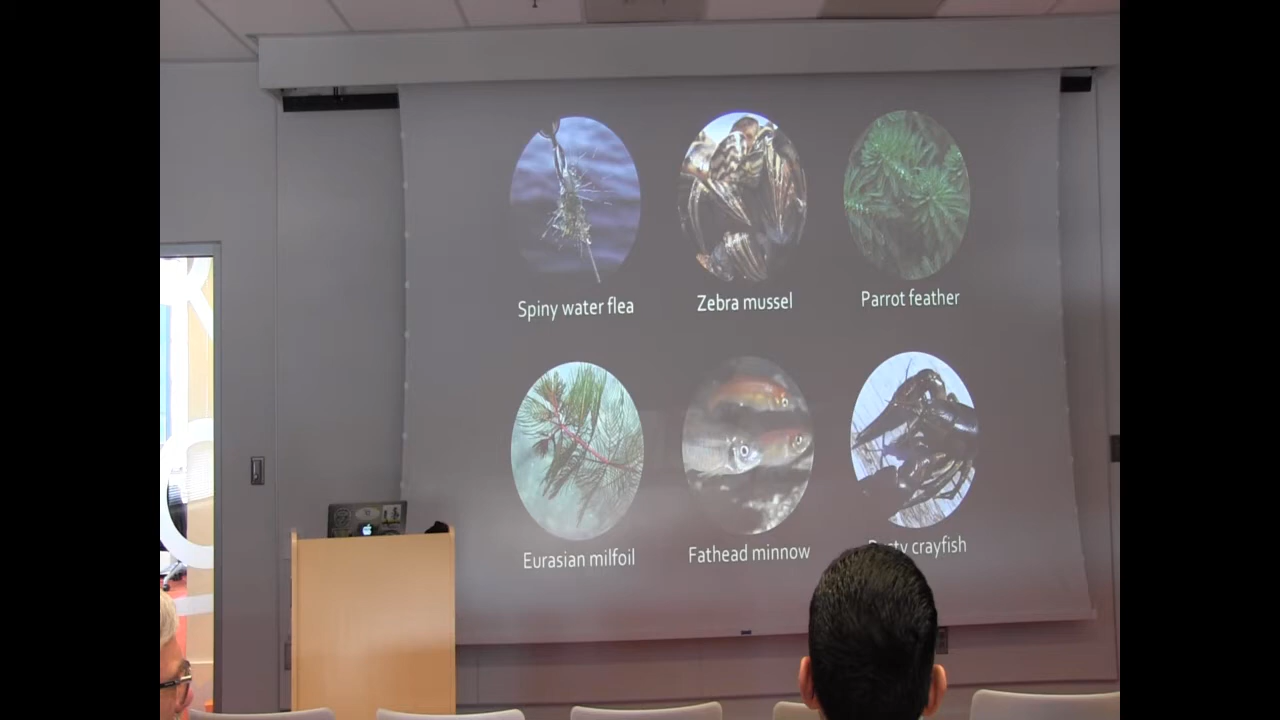 Spiny water flea
Zebra mussel
Parrot feather
Eurasian milfoil
Fathead minnow
crayfish